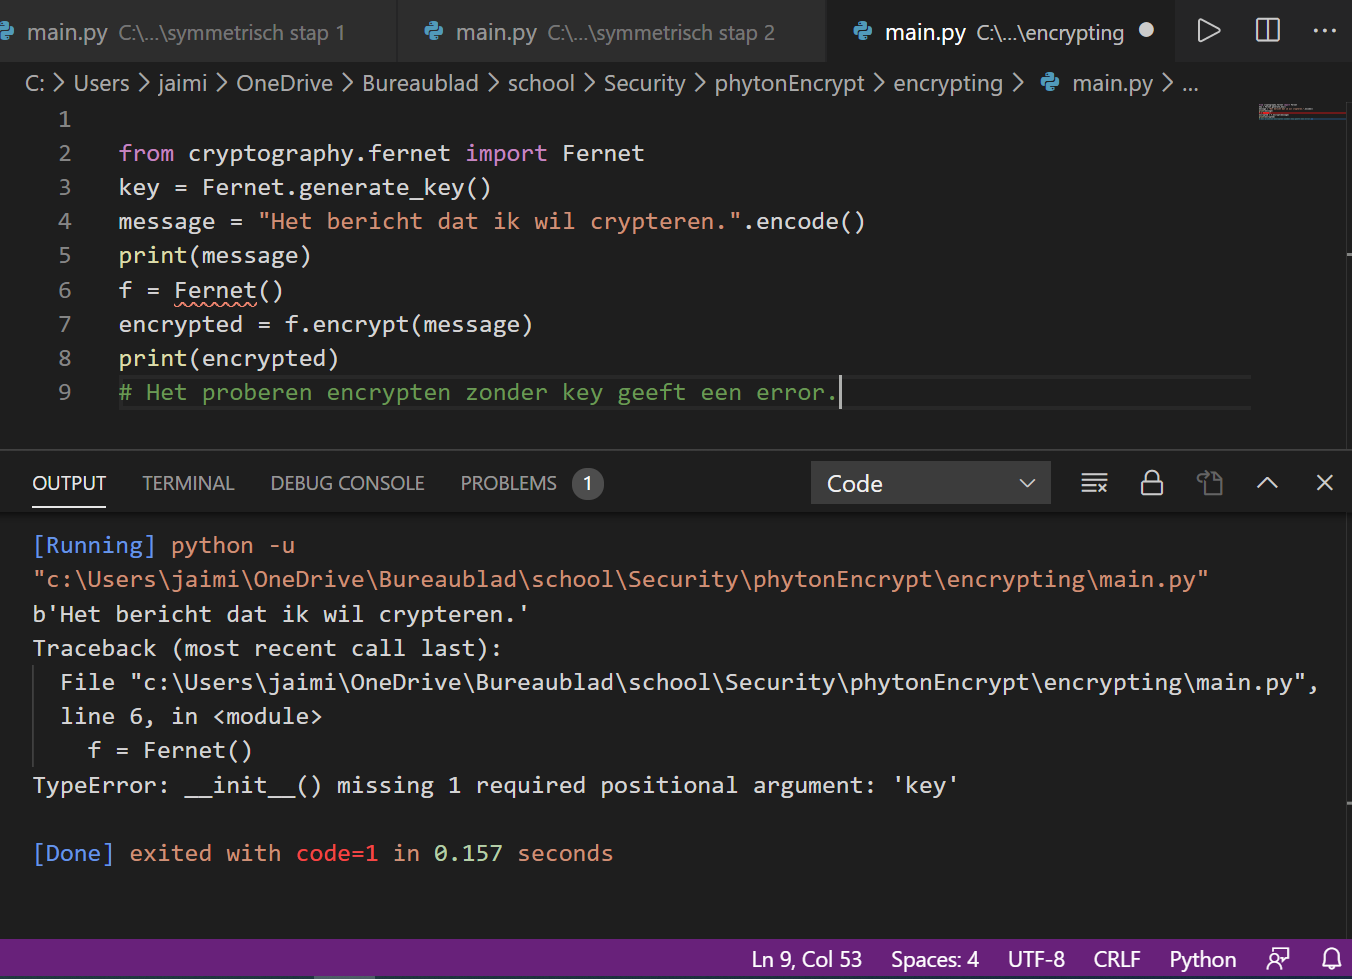 main.py C:\...\symmetrisch stap 1 main.py C:\...\symmetrisch stap 2 main.py C:\...\encrypting
C: > Users > jaimi > OneDrive > Bureaublad > school > Security > phytonEncrypt > encrypting > main.py > ...
1
2 from cryptography.fernet import Fernet
3 key = Fernet.generate_key()
4 message = "Het bericht dat ik wil crypteren.".encode()
5 print(message)
6 f = Fernet()
7 encrypted = f.encrypt(message)
8 print(encrypted)
9 # Het proberen encrypten zonder key geeft een error.
OUTPUT TERMINAL DEBUG CONSOLE PROBLEMS 1 Code
[Running] python -u
"c:\Users\jaimi\OneDrive\Bureaublad\school\Security\phytonEncrypt\encrypting\main.py"
b'Het bericht dat ik wil crypteren.'
Traceback (most recent call last):
File "c:\Users\jaimi\OneDrive\Bureaublad\school\Security\phytonEncrypt\encrypting\main.py",
line 6, in <module>
f = Fernet()
TypeError: __init__() missing 1 required positional argument: 'key'
[Done] exited with code=1 in 0.157 seconds
Ln 9, Col 53 Spaces: 4 UTF-8 CRLF Python